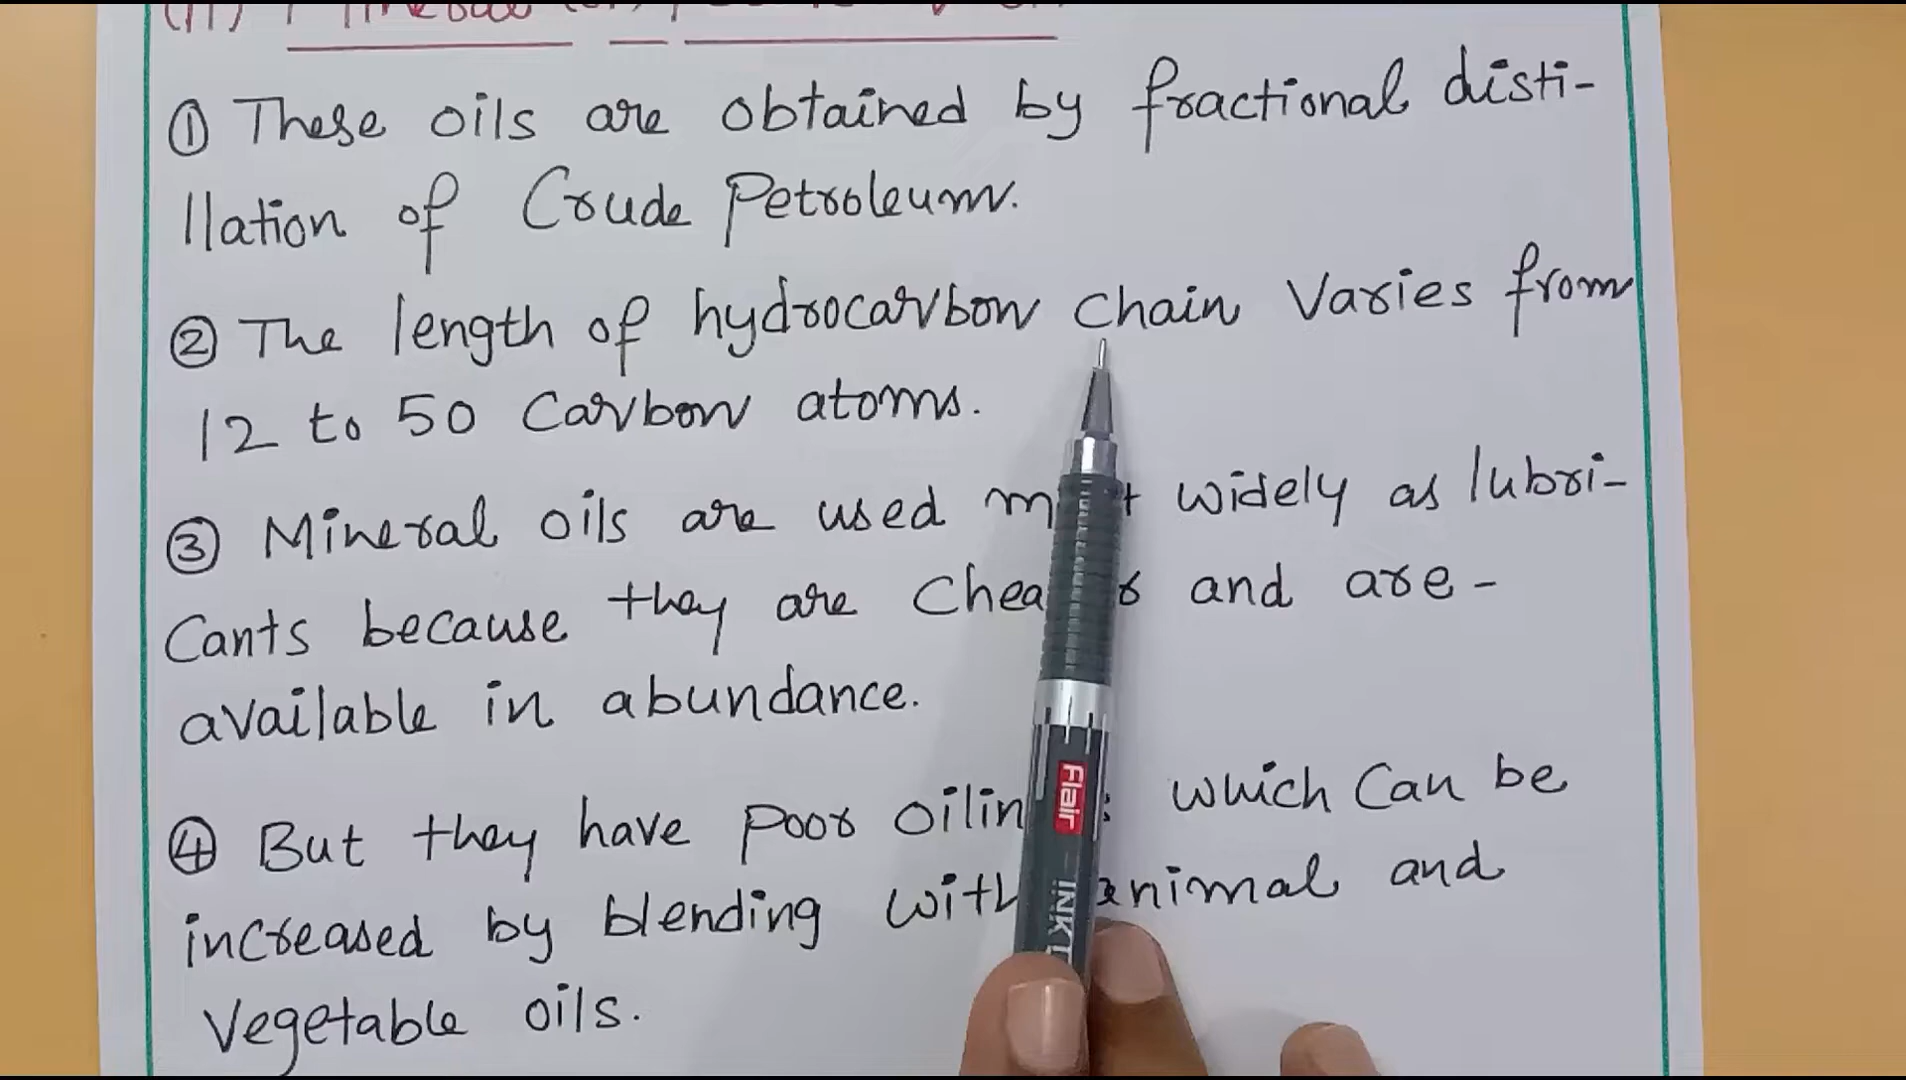 ① These oils are obtained by fractional disti-
llation of Crude Petroleum.
② The length of hydrocarbon chain varies from
12 to 50 Carbon atoms.
③ Mineral oils are used widely as lubri-
cants because they are and are-
available in abundance.
④ But they have poor which can be
increased by blending with animal and
vegetable oils.
Flair